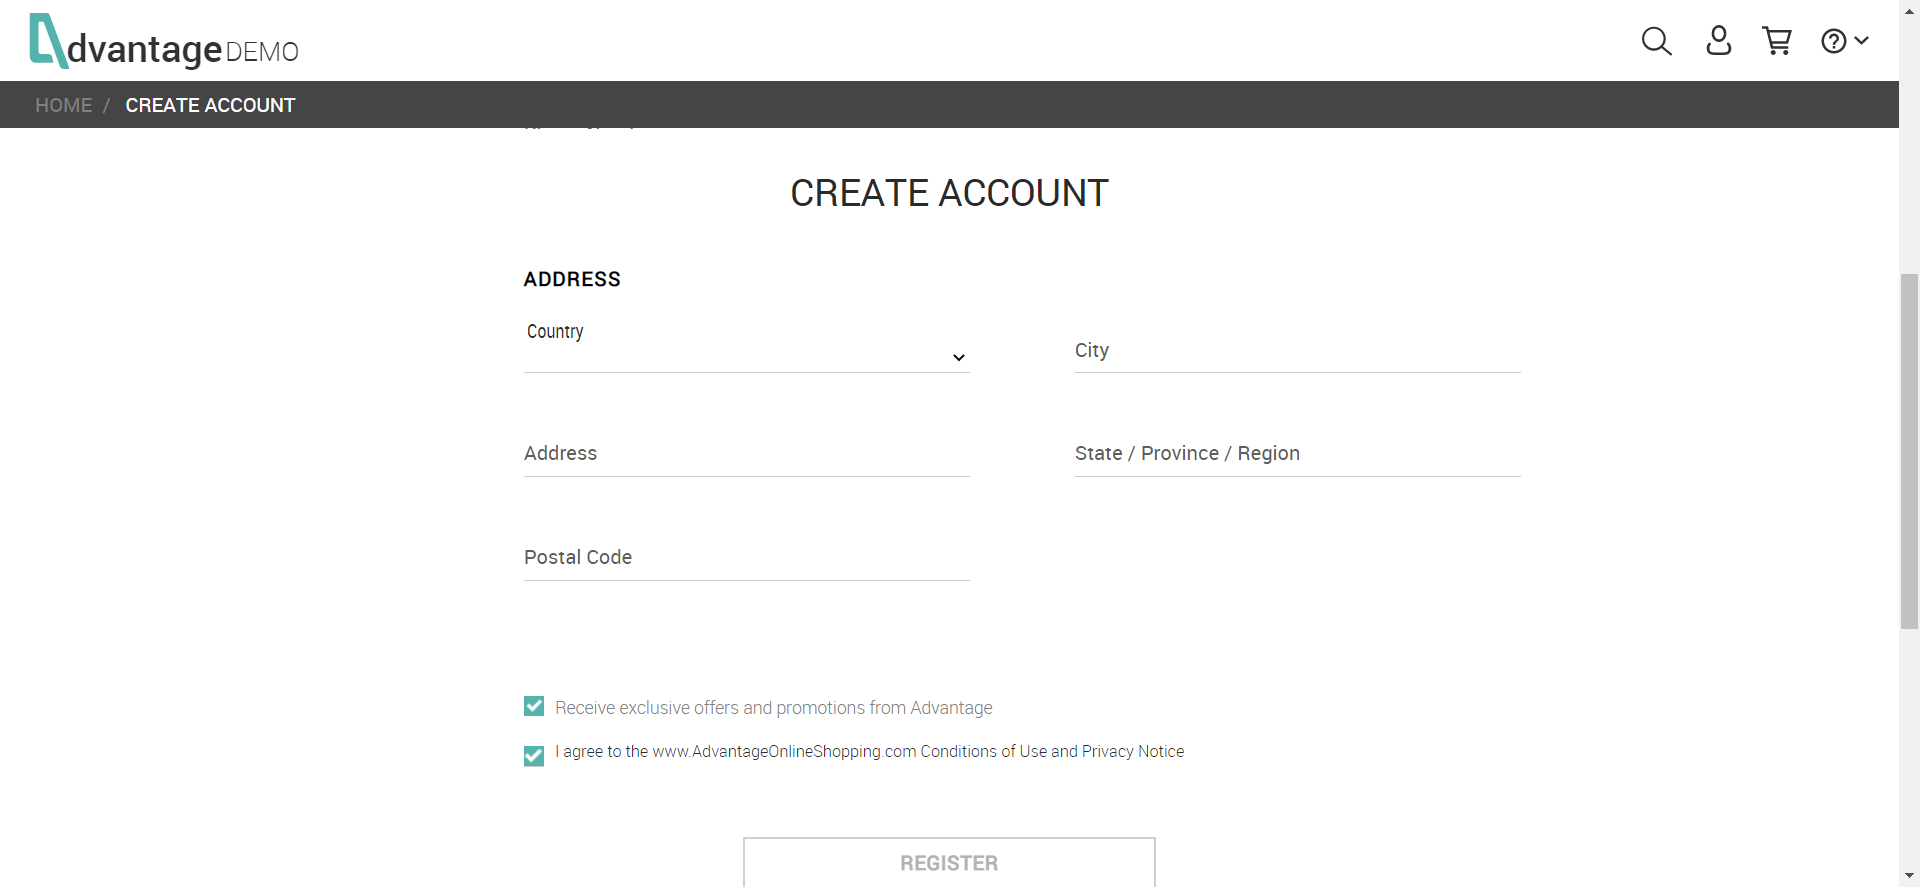 dvantage DEMO
HOME / CREATE ACCOUNT
CREATE ACCOUNT
ADDRESS
Country
City
Address
State / Province / Region
Postal Code
Receive exclusive offers and promotions from Advantage
I agree to the www.AdvantageOnlineShopping.com Conditions of Use and Privacy Notice
REGISTER